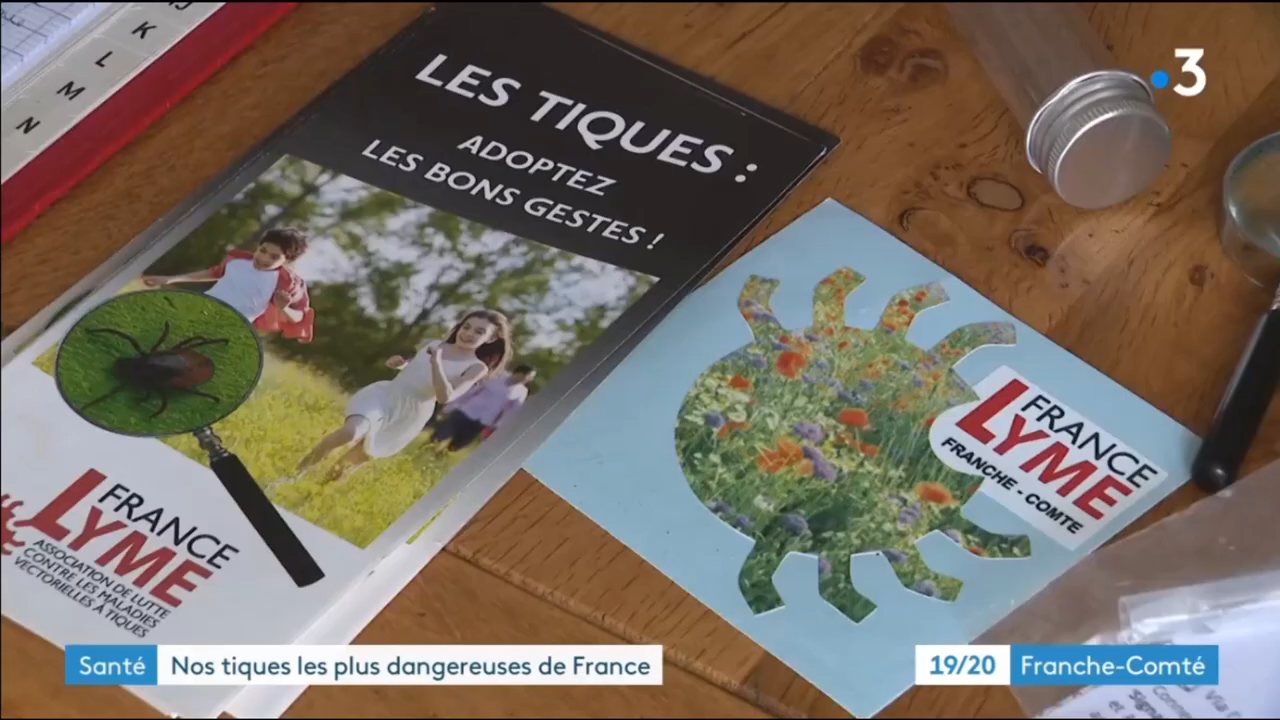 J
K
L
M
N
LES TIQUES :
ADOPTEZ
LES BONS GESTES !
FRANCE
LYME
ASSOCIATION DE LUTTE
CONTRE LES MALADIES
VECTORIELLES À TIQUES
FRANCE
LYME
FRANCHE - COMTE
3
Santé
Nos tiques les plus dangereuses de France
19/20
Franche-Comté